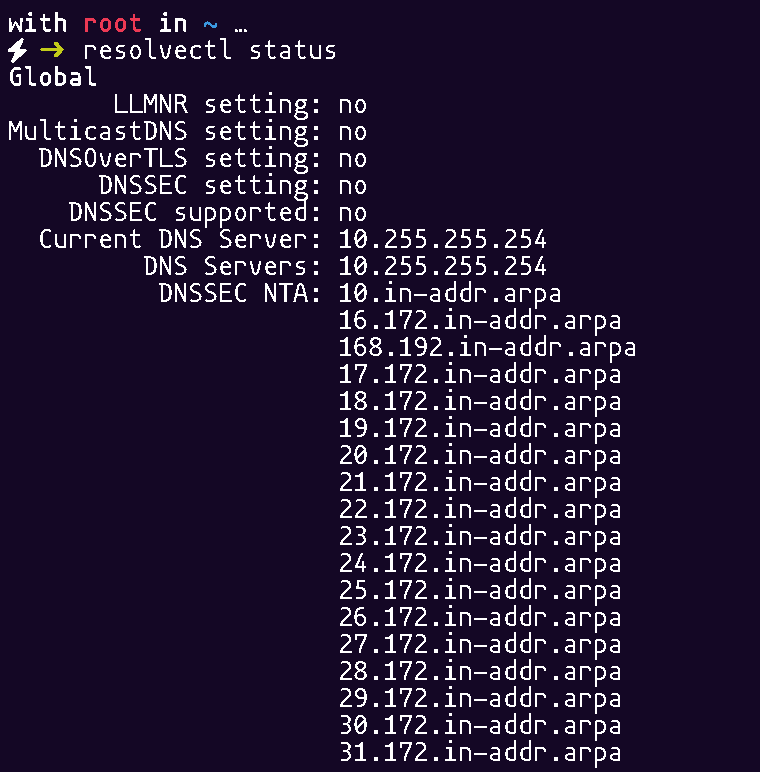 with root in ~ …
⚡ ➜ resolvectl status
Global
LLMNR setting: no
MulticastDNS setting: no
DNSOverTLS setting: no
DNSSEC setting: no
DNSSEC supported: no
Current DNS Server: 10.255.255.254
DNS Servers: 10.255.255.254
DNSSEC NTA: 10.in-addr.arpa
16.172.in-addr.arpa
168.192.in-addr.arpa
17.172.in-addr.arpa
18.172.in-addr.arpa
19.172.in-addr.arpa
20.172.in-addr.arpa
21.172.in-addr.arpa
22.172.in-addr.arpa
23.172.in-addr.arpa
24.172.in-addr.arpa
25.172.in-addr.arpa
26.172.in-addr.arpa
27.172.in-addr.arpa
28.172.in-addr.arpa
29.172.in-addr.arpa
30.172.in-addr.arpa
31.172.in-addr.arpa